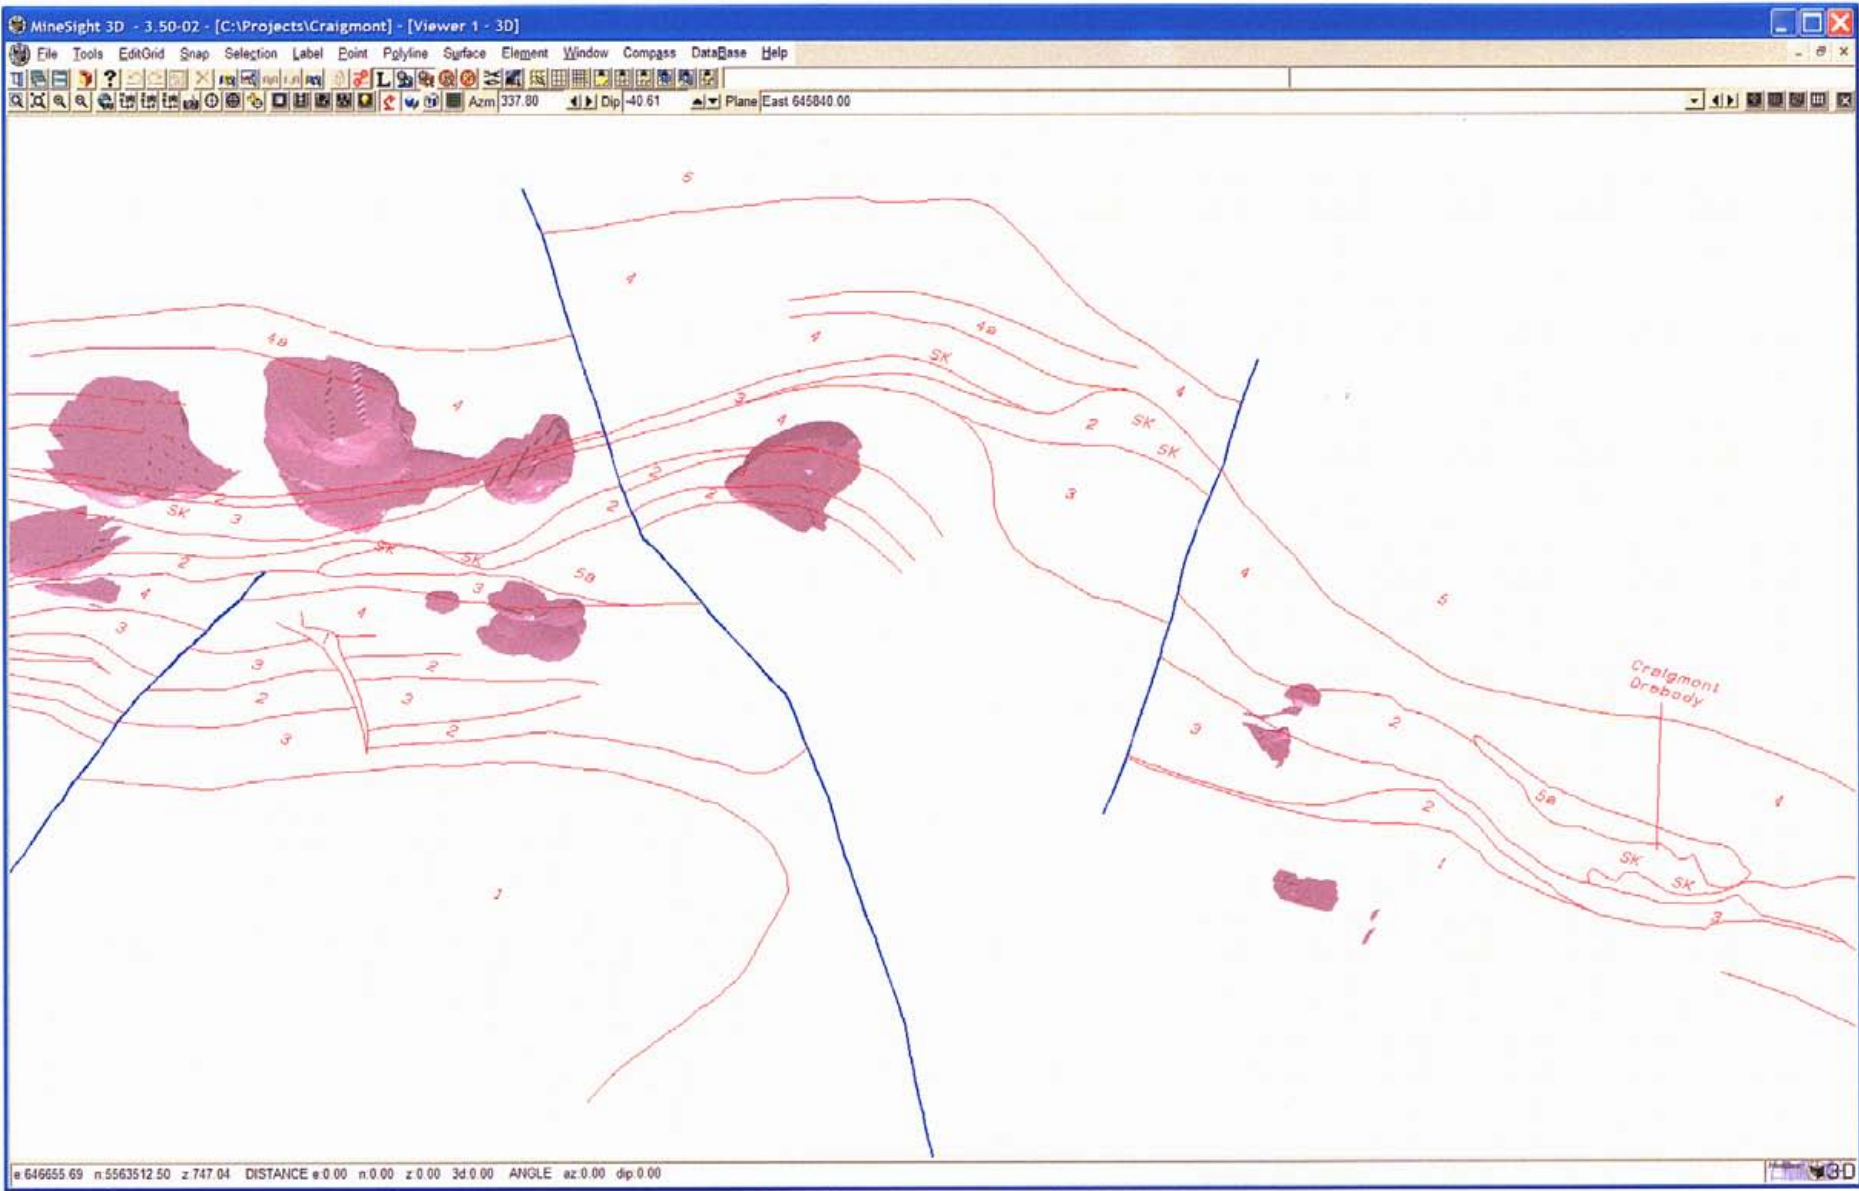 MineSight 3D - 3.50-02 - [C:\Projects\Craigmont] - [Viewer 1 - 3D]
File Tools EditGrid Snap Selection Label Point Polyline Surface Element Window Compass DataBase Help
Azm 337.80 Dip -40.61 Plane East 645840.00
5
4
4a
4
4a
SK
4
4
3
4
2
SK
SK
2
3
2
2
2
SK
3
SK
SK
2
5a
3
4
4
4
5
3
3
2
Craigmont
Orebody
2
3
2
3
3
2
5a
4
2
1
SK
SK
1
3
e:646655.69 n:5563512.50 z:747.04 DISTANCE e:0.00 n:0.00 z:0.00 3d:0.00 ANGLE az:0.00 dip:0.00
3-D